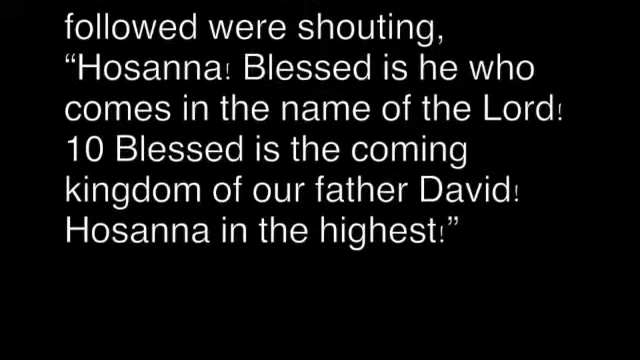 followed were shouting,
“Hosanna! Blessed is he who
comes in the name of the Lord!
10 Blessed is the coming
kingdom of our father David!
Hosanna in the highest!”